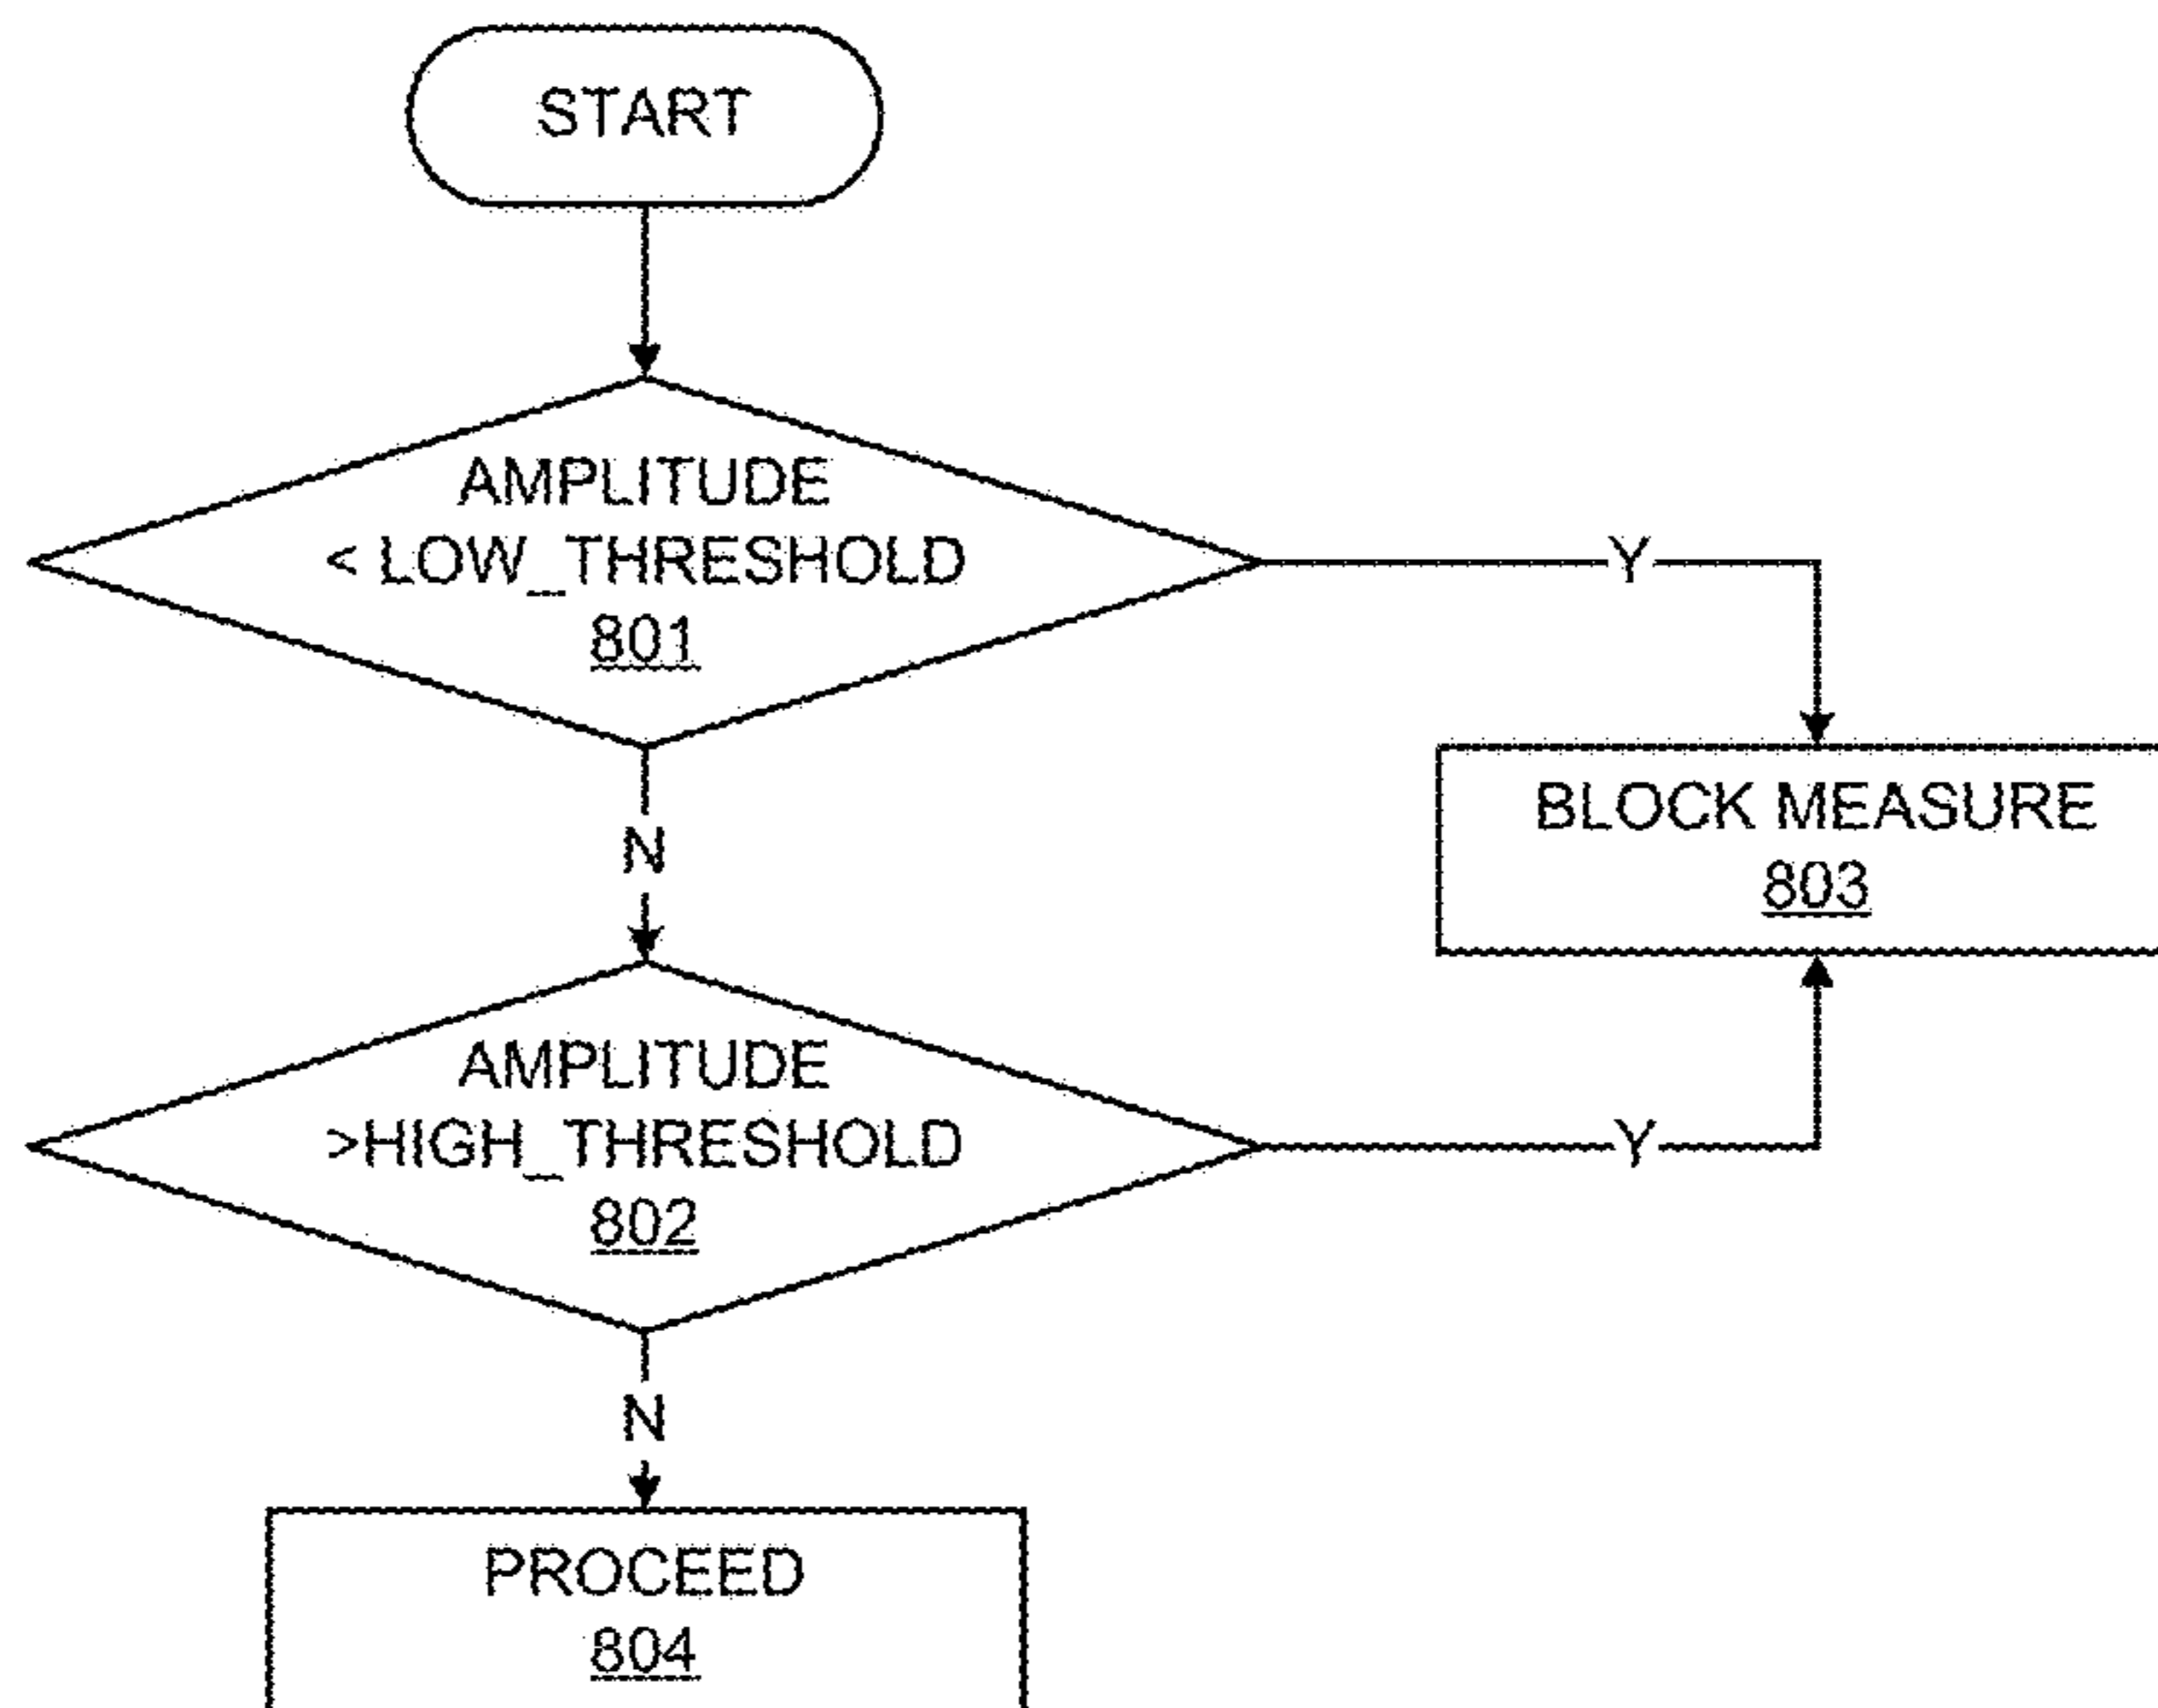 START
AMPLITUDE
< LOW_THRESHOLD
801
Y
N
BLOCK MEASURE
803
AMPLITUDE
>HIGH_THRESHOLD
802
Y
N
PROCEED
804